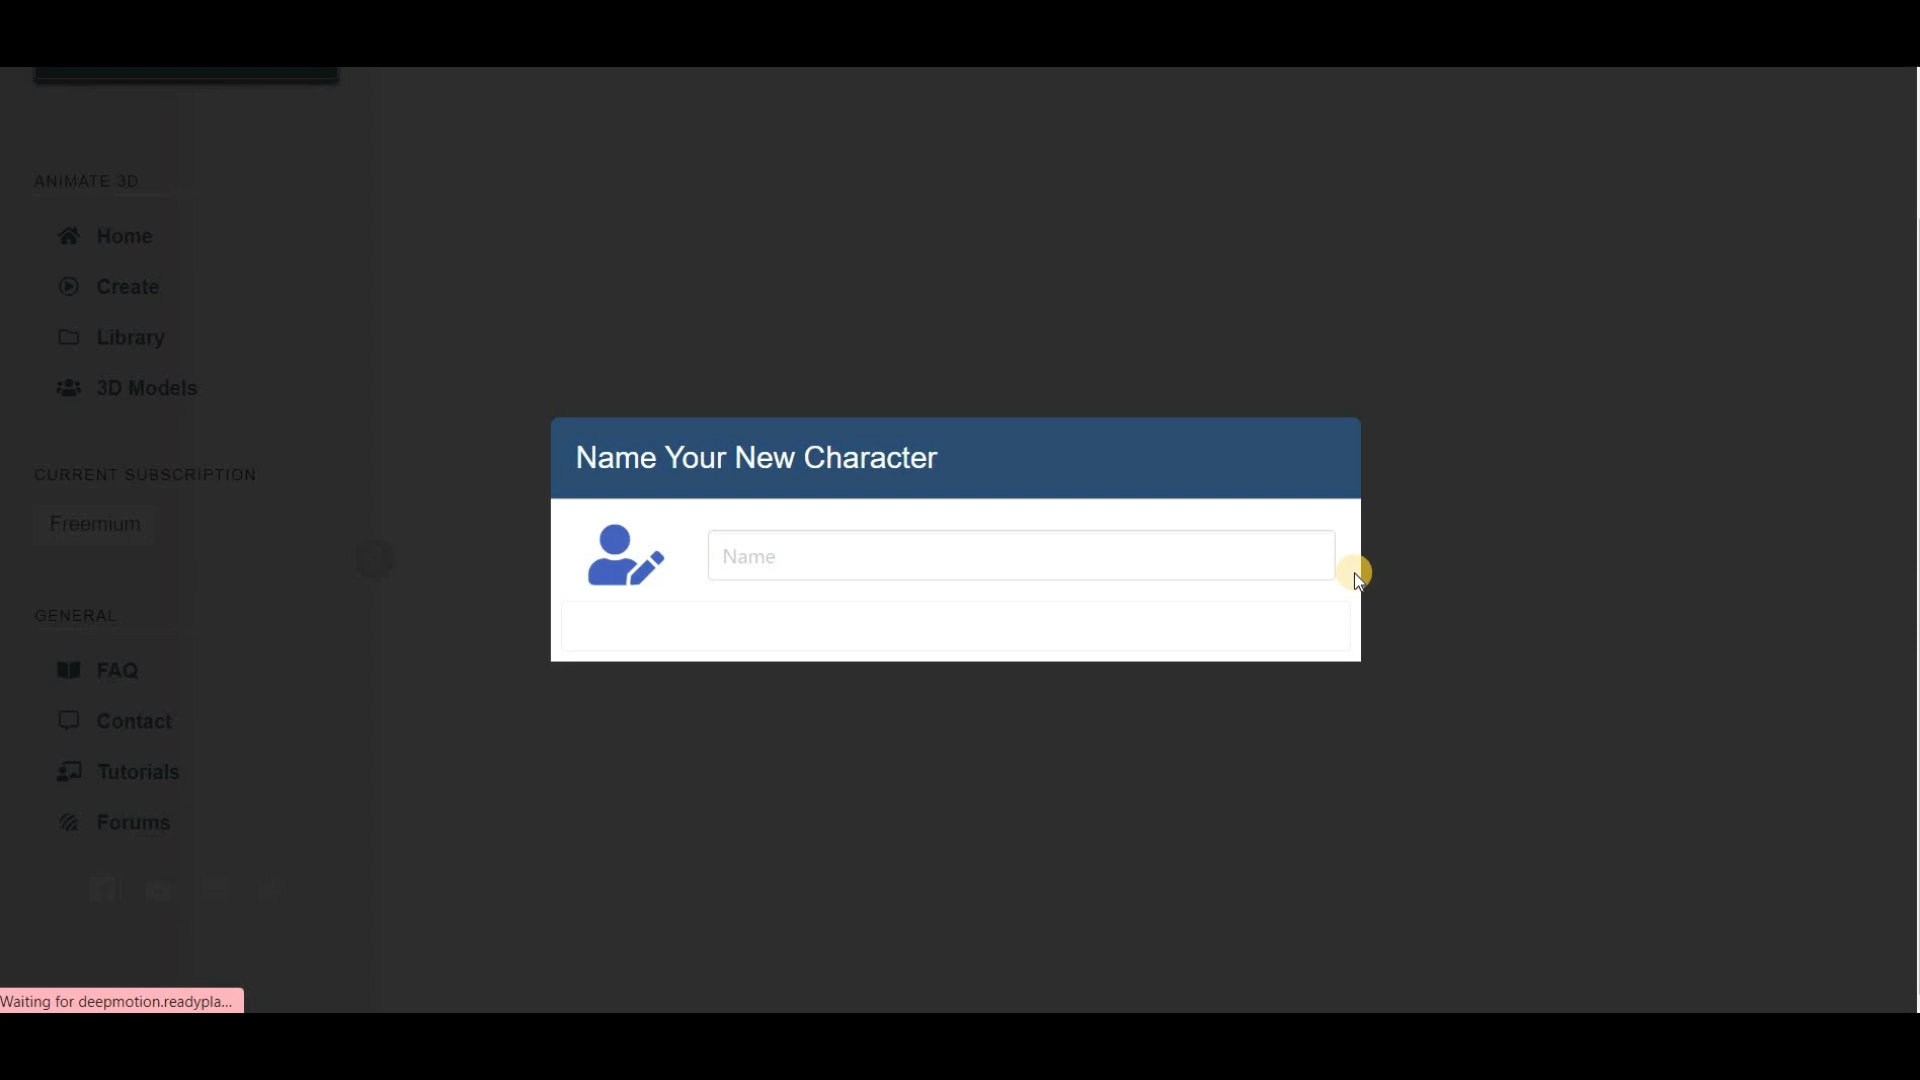 ANIMATE 3D
Home
Create
Library
3D Models
CURRENT SUBSCRIPTION
Freemium
GENERAL
FAQ
Contact
Tutorials
Forums
Name Your New Character
Name
Waiting for deepmotion.readypla...